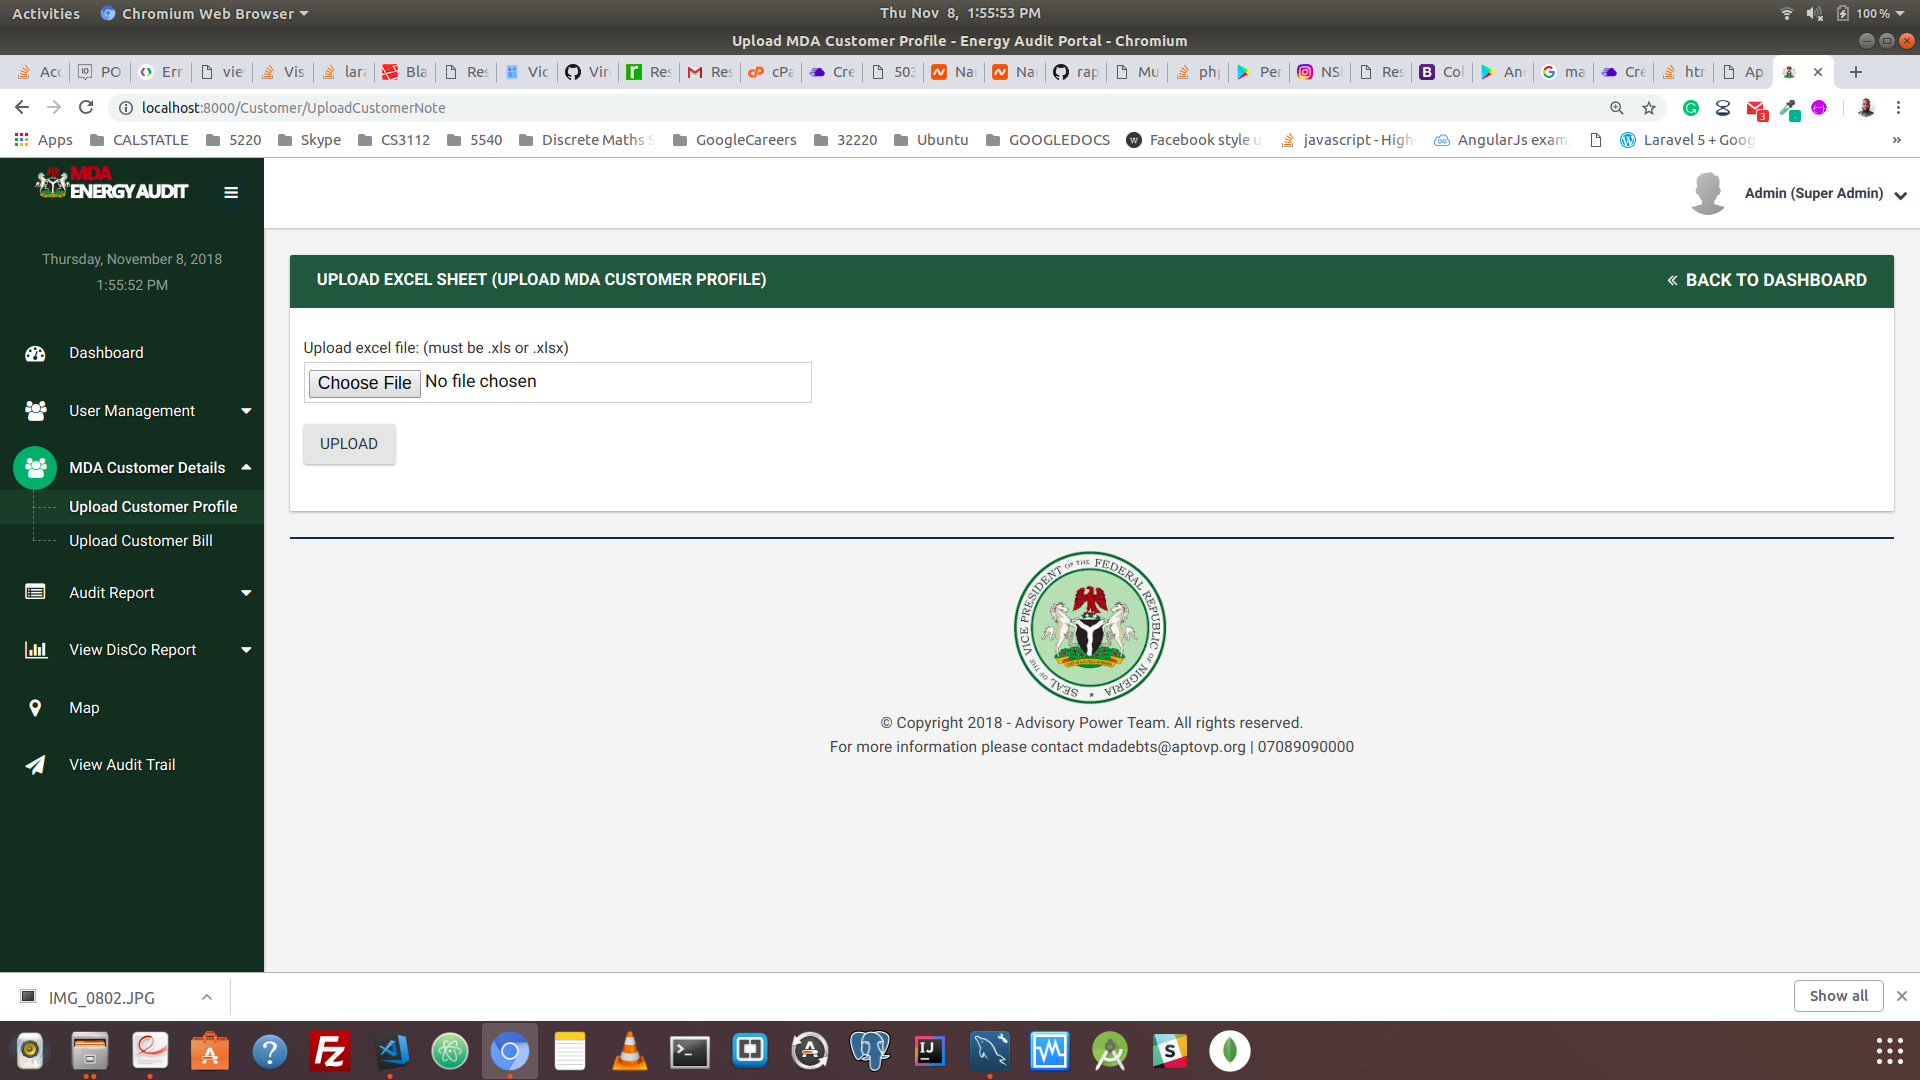 Activities
Chromium Web Browser
Thu Nov 8, 1:55:53 PM
100 %
Upload MDA Customer Profile - Energy Audit Portal - Chromium
Acc
PO
Err
vie
Vis
lara
Bla
Res
Vic
Vir
Res
Res
cPa
Cre
503
Nar
Nar
rap
Mu
php
Per
NSI
Res
Col
And
ma
Cre
htr
Ap
localhost:8000/Customer/UploadCustomerNote
3
Apps
CALSTATLE
5220
Skype
CS3112
5540
Discrete Maths S
GoogleCareers
32220
Ubuntu
GOOGLEDOCS
Facebook style u
javascript - High
AngularJs exam
Laravel 5 + Goog
»
MDA
ENERGY AUDIT
Admin (Super Admin)
Thursday, November 8, 2018
1:55:52 PM
Dashboard
User Management
MDA Customer Details
Upload Customer Profile
Upload Customer Bill
Audit Report
View DisCo Report
Map
View Audit Trail
UPLOAD EXCEL SHEET (UPLOAD MDA CUSTOMER PROFILE)
« BACK TO DASHBOARD
Upload excel file: (must be .xls or .xlsx)
Choose File No file chosen
UPLOAD
SEAL OF THE VICE PRESIDENT OF THE FEDERAL REPUBLIC OF NIGERIA
© Copyright 2018 - Advisory Power Team. All rights reserved.
For more information please contact mdadebts@aptovp.org | 07089090000
IMG_0802.JPG
Show all